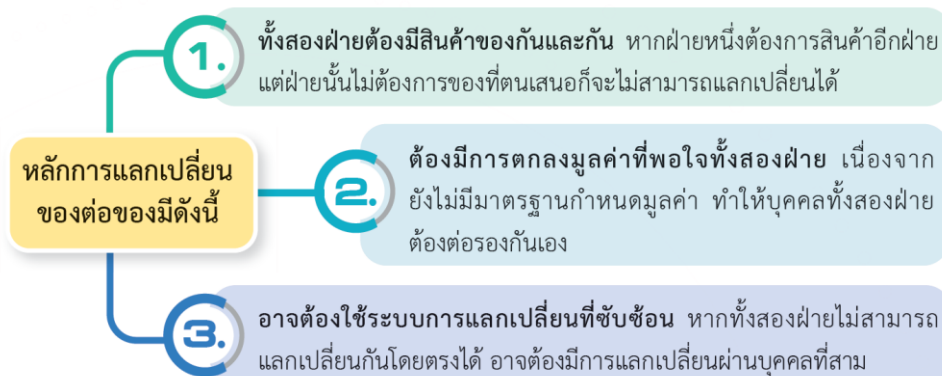 หลักการแลกเปลี่ยน
ของต่อของมีดังนี้
1.
ทั้งสองฝ่ายต้องมีสินค้าของกันและกัน หากฝ่ายหนึ่งต้องการสินค้าอีกฝ่าย
แต่ฝ่ายนั้นไม่ต้องการของที่ตนเสนอก็จะไม่สามารถแลกเปลี่ยนได้
2.
ต้องมีการตกลงมูลค่าที่พอใจทั้งสองฝ่าย เนื่องจาก
ยังไม่มีมาตรฐานกำหนดมูลค่า ทำให้บุคคลทั้งสองฝ่าย
ต้องต่อรองกันเอง
3.
อาจต้องใช้ระบบการแลกเปลี่ยนที่ซับซ้อน หากทั้งสองฝ่ายไม่สามารถ
แลกเปลี่ยนกันโดยตรงได้ อาจต้องมีการแลกเปลี่ยนผ่านบุคคลที่สาม